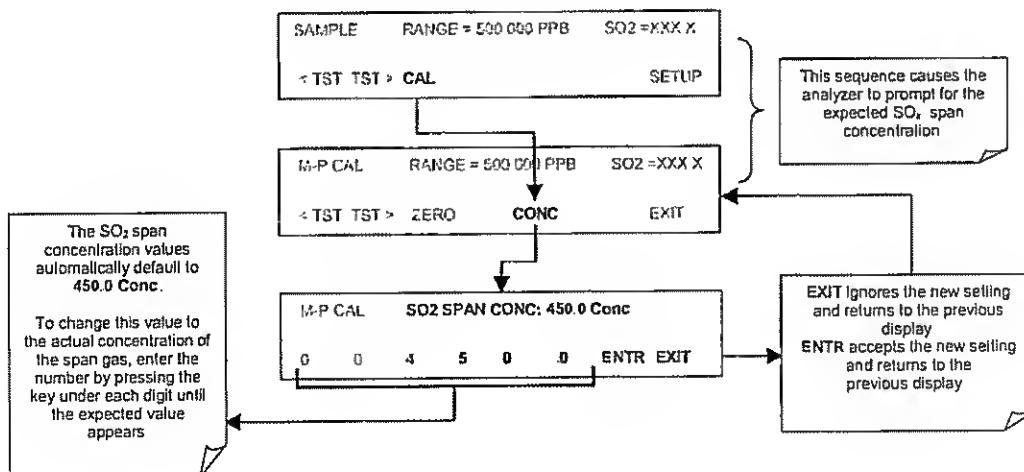 SAMPLE RANGE = 500 000 PPB SO2 =XXX X
< TST TST > CAL SETUP
This sequence causes the
analyzer to prompt for the
expected SOₓ span
concentration
M-P CAL RANGE = 500 000 PPB SO2 =XXX X
< TST TST > ZERO CONC EXIT
The SO₂ span
concentration values
automatically default to
450.0 Conc.
To change this value to
the actual concentration of
the span gas, enter the
number by pressing the
key under each digit until
the expected value
appears
M-P CAL SO2 SPAN CONC: 450.0 Conc
0 0 4 5 0 .0 ENTR EXIT
EXIT ignores the new setting
and returns to the previous
display
ENTR accepts the new setting
and returns to the
previous display